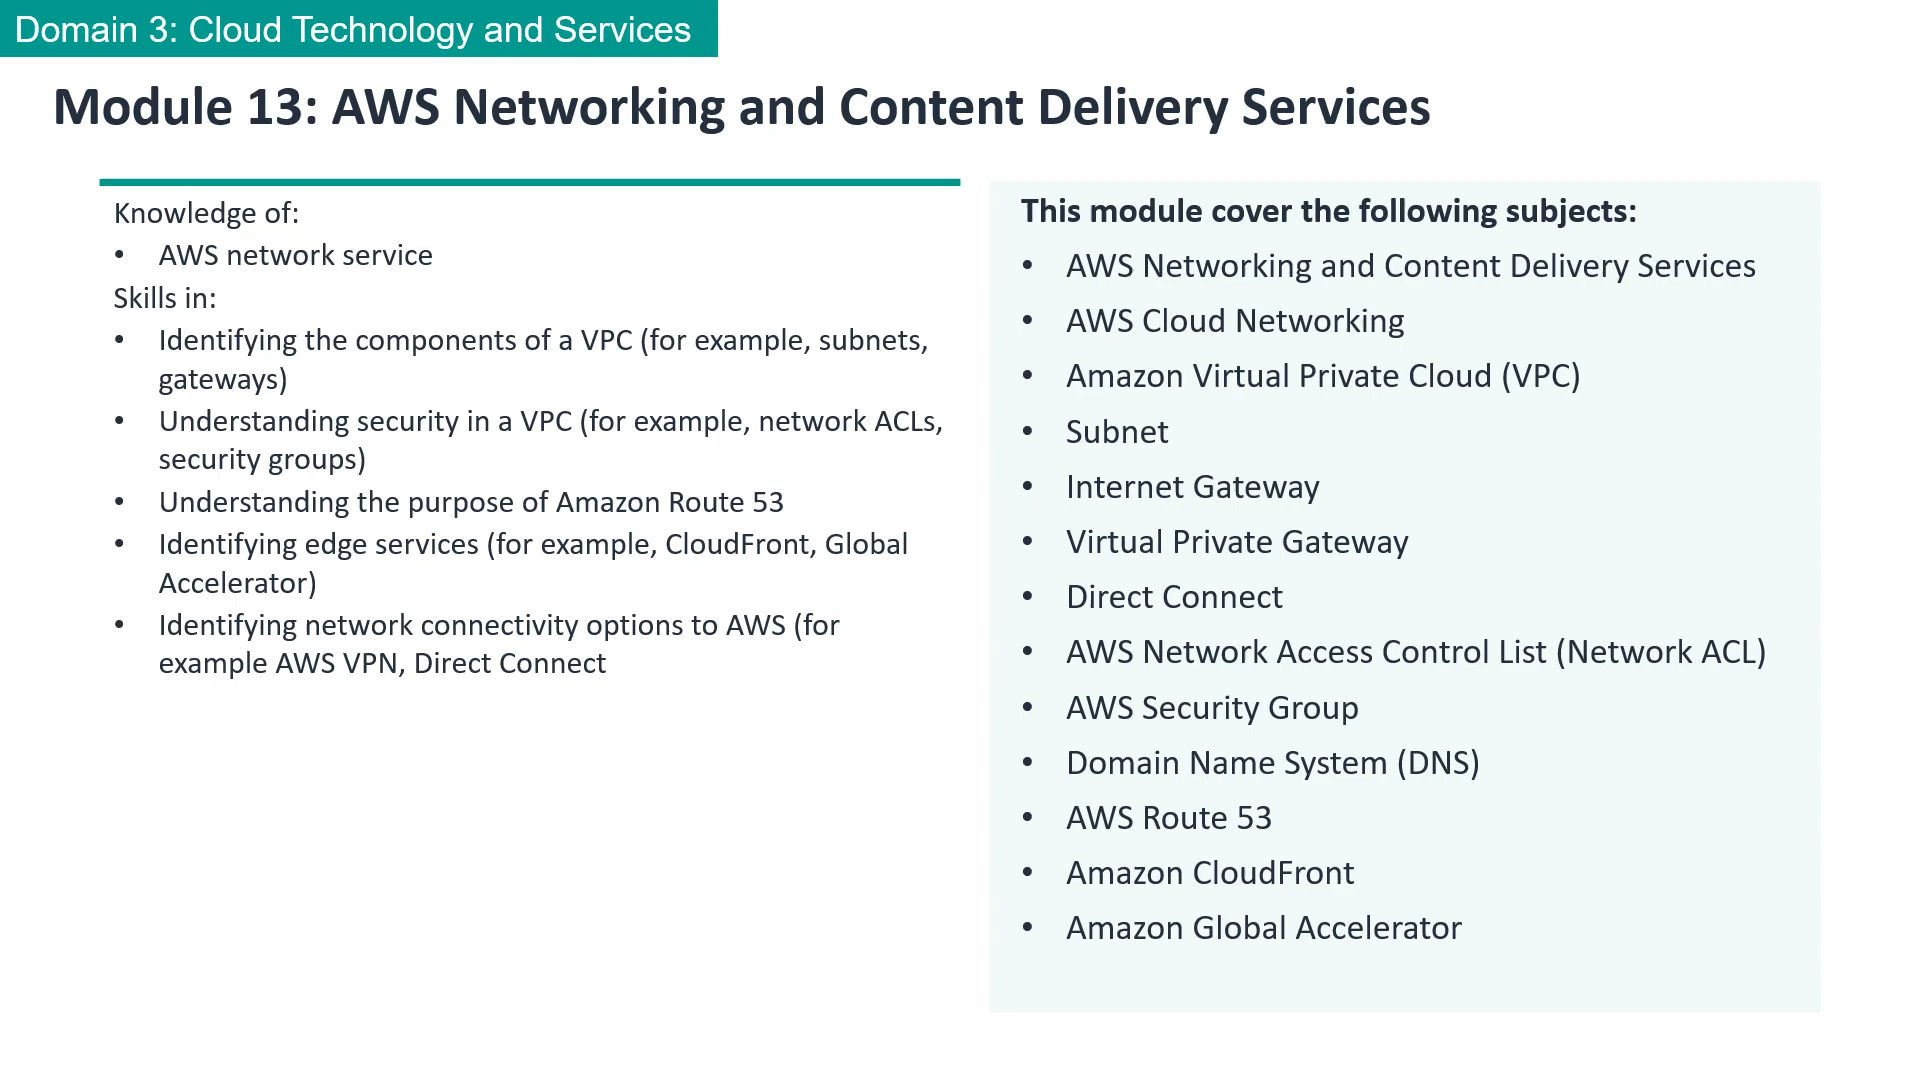 Domain 3: Cloud Technology and Services
Module 13: AWS Networking and Content Delivery Services
Knowledge of:
• AWS network service
Skills in:
• Identifying the components of a VPC (for example, subnets,
gateways)
• Understanding security in a VPC (for example, network ACLs,
security groups)
• Understanding the purpose of Amazon Route 53
• Identifying edge services (for example, CloudFront, Global
Accelerator)
• Identifying network connectivity options to AWS (for
example AWS VPN, Direct Connect
This module cover the following subjects:
• AWS Networking and Content Delivery Services
• AWS Cloud Networking
• Amazon Virtual Private Cloud (VPC)
• Subnet
• Internet Gateway
• Virtual Private Gateway
• Direct Connect
• AWS Network Access Control List (Network ACL)
• AWS Security Group
• Domain Name System (DNS)
• AWS Route 53
• Amazon CloudFront
• Amazon Global Accelerator